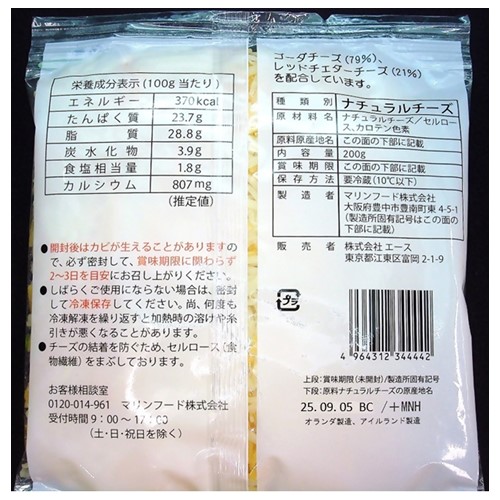 栄養成分表示(100g当たり)
エネルギー 370kcal
たんぱく質 23.7g
脂質 28.8g
炭水化物 3.9g
食塩相当量 1.8g
カルシウム 807mg
(推定値)
●開封後はカビが生えることがありますの
で、必ず密封して、賞味期限に関わらず
2〜3日を目安にお召し上がりください。
●しばらくご使用にならない場合は、密封
して冷凍保存してください。尚、何度も
冷凍解凍を繰り返すと加熱時の溶けや糸
引きが悪くなることがあります。
●チーズの結着を防ぐため、セルロース(食
物繊維)をまぶしております。
お客様相談室
0120-014-961 マリンフード株式会社
受付時間 9:00〜17:00
(土・日・祝日を除く)
ゴーダチーズ(79%)、
レッドチェダーチーズ(21%)
を配合しています。
種類別 ナチュラルチーズ
原材料名 ナチュラルチーズ/セルロー
ス、カロテン色素
原料原産地名 この面の下部に記載
内容量 200g
賞味期限 この面の下部に記載
保存方法 要冷蔵(10℃以下)
製造者 マリンフード株式会社
大阪府豊中市豊南町東4-5-1
(製造所固有記号はこの面の
下部に記載)
販売者 株式会社 エース
東京都江東区富岡2-1-9
プラ
4 964312 344442
上段:賞味期限(未開封)/製造所固有記号
下段:原料ナチュラルチーズの原産地名
25.09.05 BC /+MNH
オランダ製造、アイルランド製造